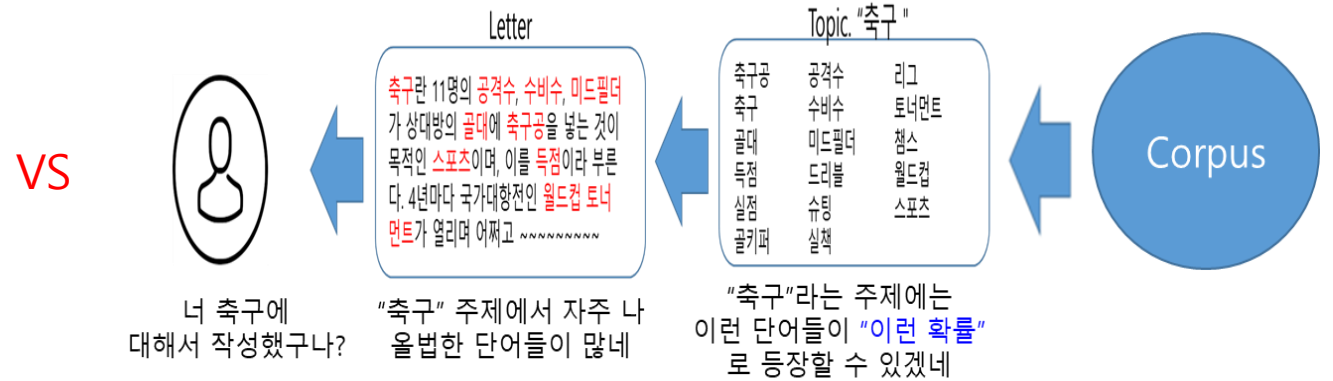 VS
너 축구에
대해서 작성했구나?
Letter
축구란 11명의 공격수, 수비수, 미드필더
가 상대방의 골대에 축구공을 넣는 것이
목적인 스포츠이며, 이를 득점이라 부른
다. 4년마다 국가대항전인 월드컵 토너
먼트가 열리며 어쩌고 ~~~~~~~~~
"축구" 주제에서 자주 나
올법한 단어들이 많네
Topic. "축구 "
축구공 공격수 리그
축구 수비수 토너먼트
골대 미드필더 챔스
득점 드리블 월드컵
실점 슈팅 스포츠
골키퍼 실책
"축구"라는 주제에는
이런 단어들이 "이런 확률"
로 등장할 수 있겠네
Corpus